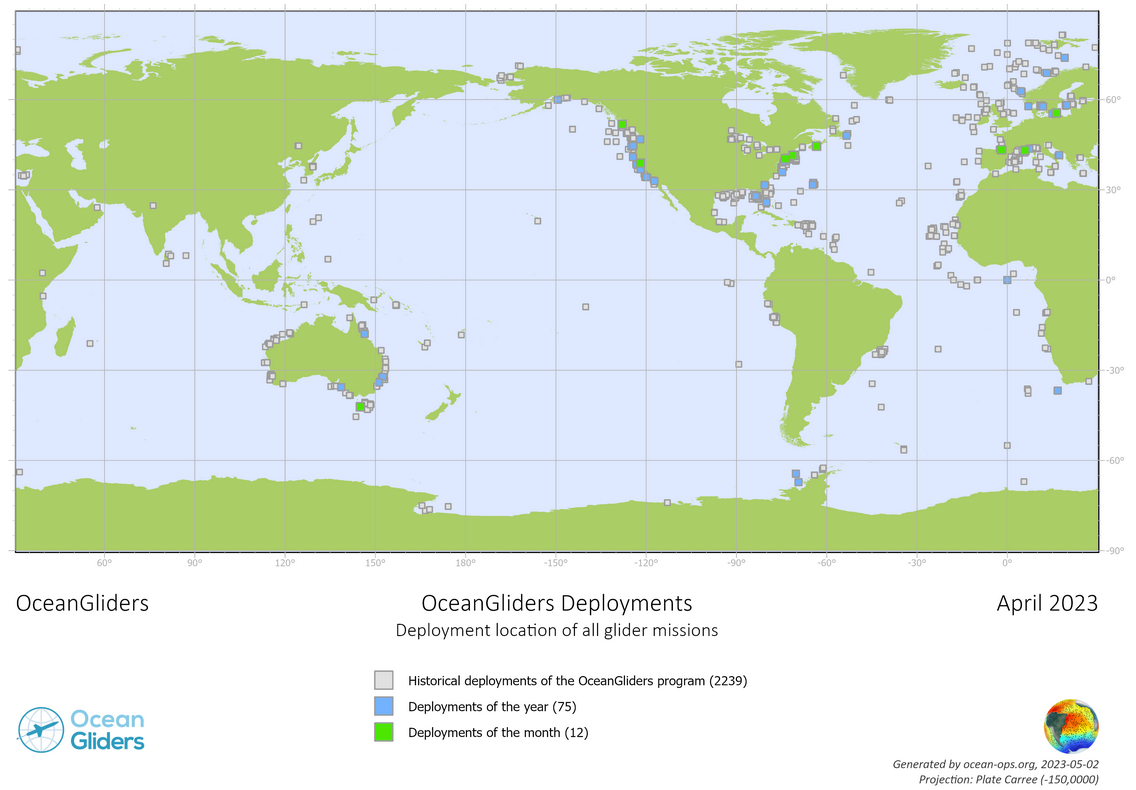 60°
30°
0°
-30°
-60°
-90°
60°
90°
120°
150°
180°
-150°
-120°
-90°
-60°
-30°
0°
OceanGliders
OceanGliders Deployments
April 2023
Deployment location of all glider missions
Historical deployments of the OceanGliders program (2239)
Deployments of the year (75)
Deployments of the month (12)
Ocean
Gliders
Generated by ocean-ops.org, 2023-05-02
Projection: Plate Carree (-150,0000)